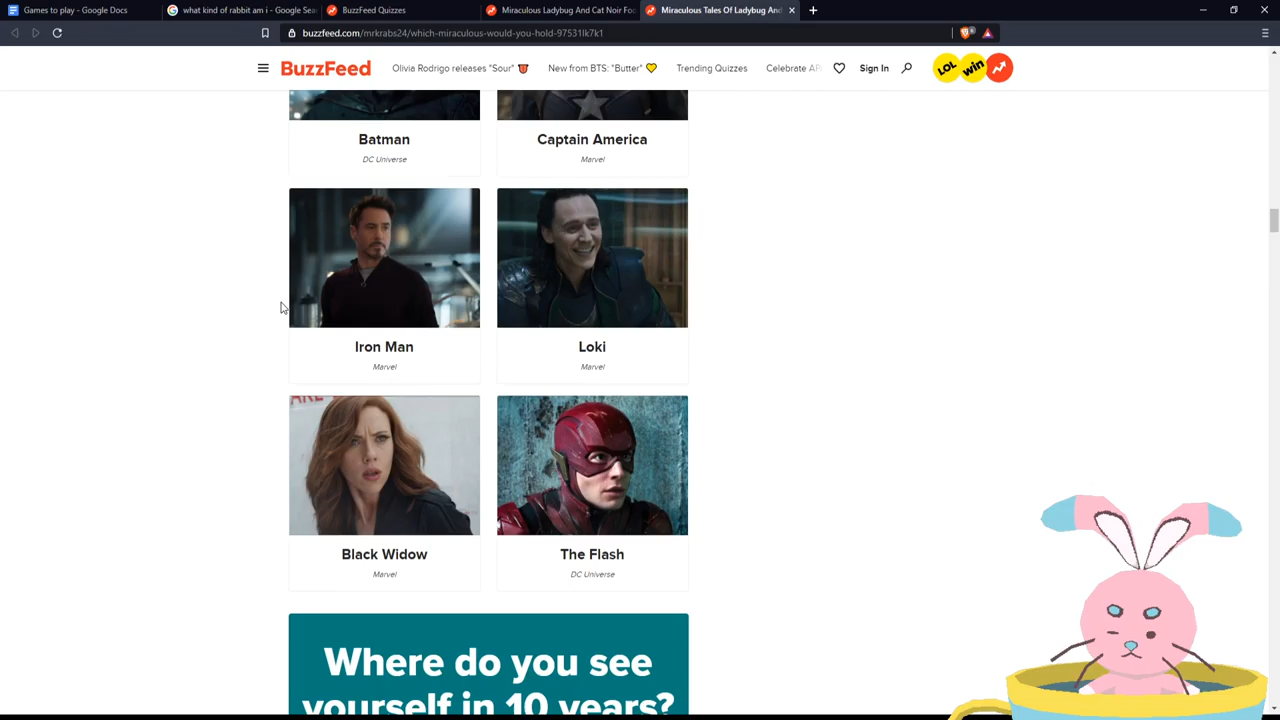 Games to play - Google Docs
what kind of rabbit am i - Google Sea
BuzzFeed Quizzes
Miraculous Ladybug And Cat Noir Fo
Miraculous Tales Of Ladybug And
buzzfeed.com/mrkrabs24/which-miraculous-would-you-hold-97531lk7k1
BuzzFeed
Olivia Rodrigo releases "Sour"
New from BTS: "Butter"
Trending Quizzes
Celebrate AP
Sign In
LOL
win
Batman
DC Universe
Captain America
Marvel
Iron Man
Marvel
Loki
Marvel
Black Widow
Marvel
The Flash
DC Universe
Where do you see
yourself in 10 years?